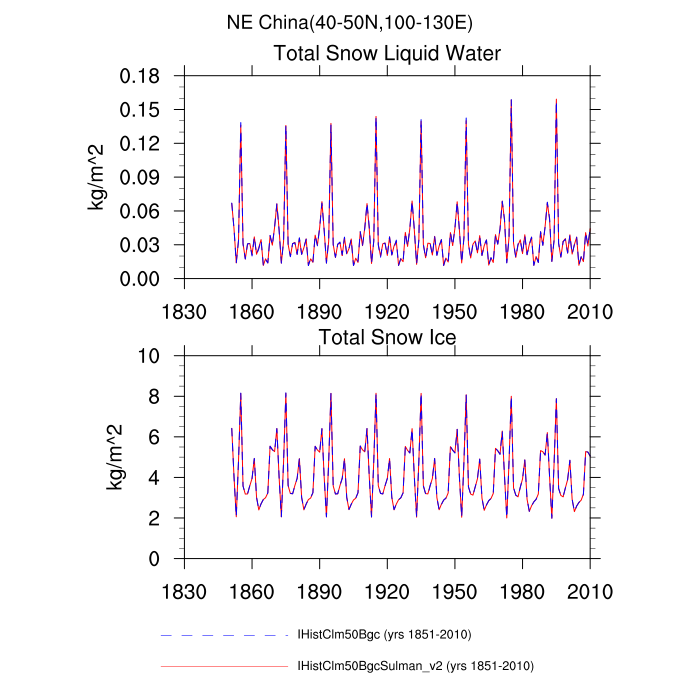 NE China(40-50N,100-130E)
Total Snow Liquid Water
0.18
0.15
0.12
0.09
0.06
0.03
0.00
kg/m^2
1830 1860 1890 1920 1950 1980 2010
Total Snow Ice
10
8
6
4
2
0
kg/m^2
1830 1860 1890 1920 1950 1980 2010
IHistClm50Bgc (yrs 1851-2010)
IHistClm50BgcSulman_v2 (yrs 1851-2010)